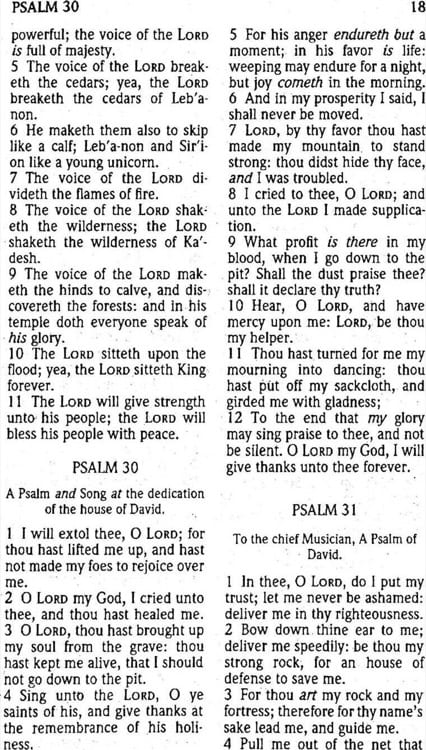 PSALM 30
18
powerful; the voice of the LORD
is full of majesty.
5 The voice of the LORD break-
eth the cedars; yea, the LORD
breaketh the cedars of Leb'a-
non.
6 He maketh them also to skip
like a calf; Leb'a-non and Sir'i-
on like a young unicorn.
7 The voice of the LORD di-
videth the flames of fire.
8 The voice of the LORD shak-
eth the wilderness; the LORD
shaketh the wilderness of Ka'-
desh.
9 The voice of the LORD mak-
eth the hinds to calve, and dis-
covereth the forests: and in his
temple doth everyone speak of
his glory.
10 The LORD sitteth upon the
flood; yea, the LORD sitteth King
forever.
11 The LORD will give strength
unto his people; the LORD will
bless his people with peace.
PSALM 30
A Psalm and Song at the dedication
of the house of David.
1 I will extol thee, O LORD; for
thou hast lifted me up, and hast
not made my foes to rejoice over
me.
2 O LORD my God, I cried unto
thee, and thou hast healed me.
3 O LORD, thou hast brought up
my soul from the grave: thou
hast kept me alive, that I should
not go down to the pit.
4 Sing unto the LORD, O ye
saints of his, and give thanks at
the remembrance of his holi-
ness.
5 For his anger endureth but a
moment; in his favor is life:
weeping may endure for a night,
but joy cometh in the morning.
6 And in my prosperity I said, I
shall never be moved.
7 LORD, by thy favor thou hast
made my mountain to stand
strong: thou didst hide thy face,
and I was troubled.
8 I cried to thee, O LORD; and
unto the LORD I made supplica-
tion.
9 What profit is there in my
blood, when I go down to the
pit? Shall the dust praise thee?
shall it declare thy truth?
10 Hear, O LORD, and have
mercy upon me: LORD, be thou
my helper.
11 Thou hast turned for me my
mourning into dancing: thou
hast put off my sackcloth, and
girded me with gladness;
12 To the end that my glory
may sing praise to thee, and not
be silent. O LORD my God, I will
give thanks unto thee forever.
PSALM 31
To the chief Musician, A Psalm of
David.
1 In thee, O LORD, do I put my
trust; let me never be ashamed:
deliver me in thy righteousness.
2 Bow down thine ear to me;
deliver me speedily: be thou my
strong rock, for an house of
defense to save me.
3 For thou art my rock and my
fortress; therefore for thy name's
sake lead me, and guide me.
4 Pull me out of the net that